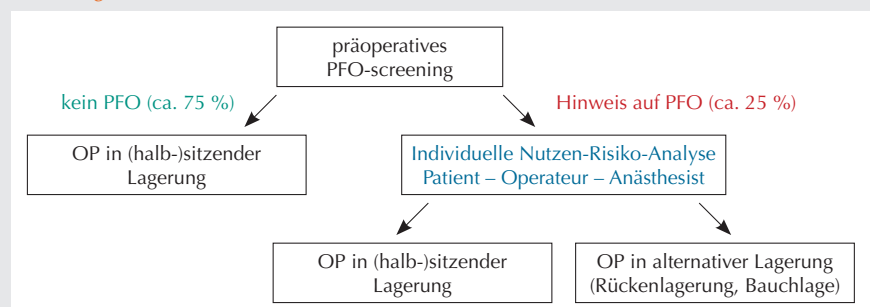 präoperatives
PFO-screening
kein PFO (ca. 75 %)
Hinweis auf PFO (ca. 25 %)
OP in (halb-)sitzender
Lagerung
Individuelle Nutzen-Risiko-Analyse
Patient – Operateur – Anästhesist
OP in (halb-)sitzender
Lagerung
OP in alternativer Lagerung
(Rückenlagerung, Bauchlage)